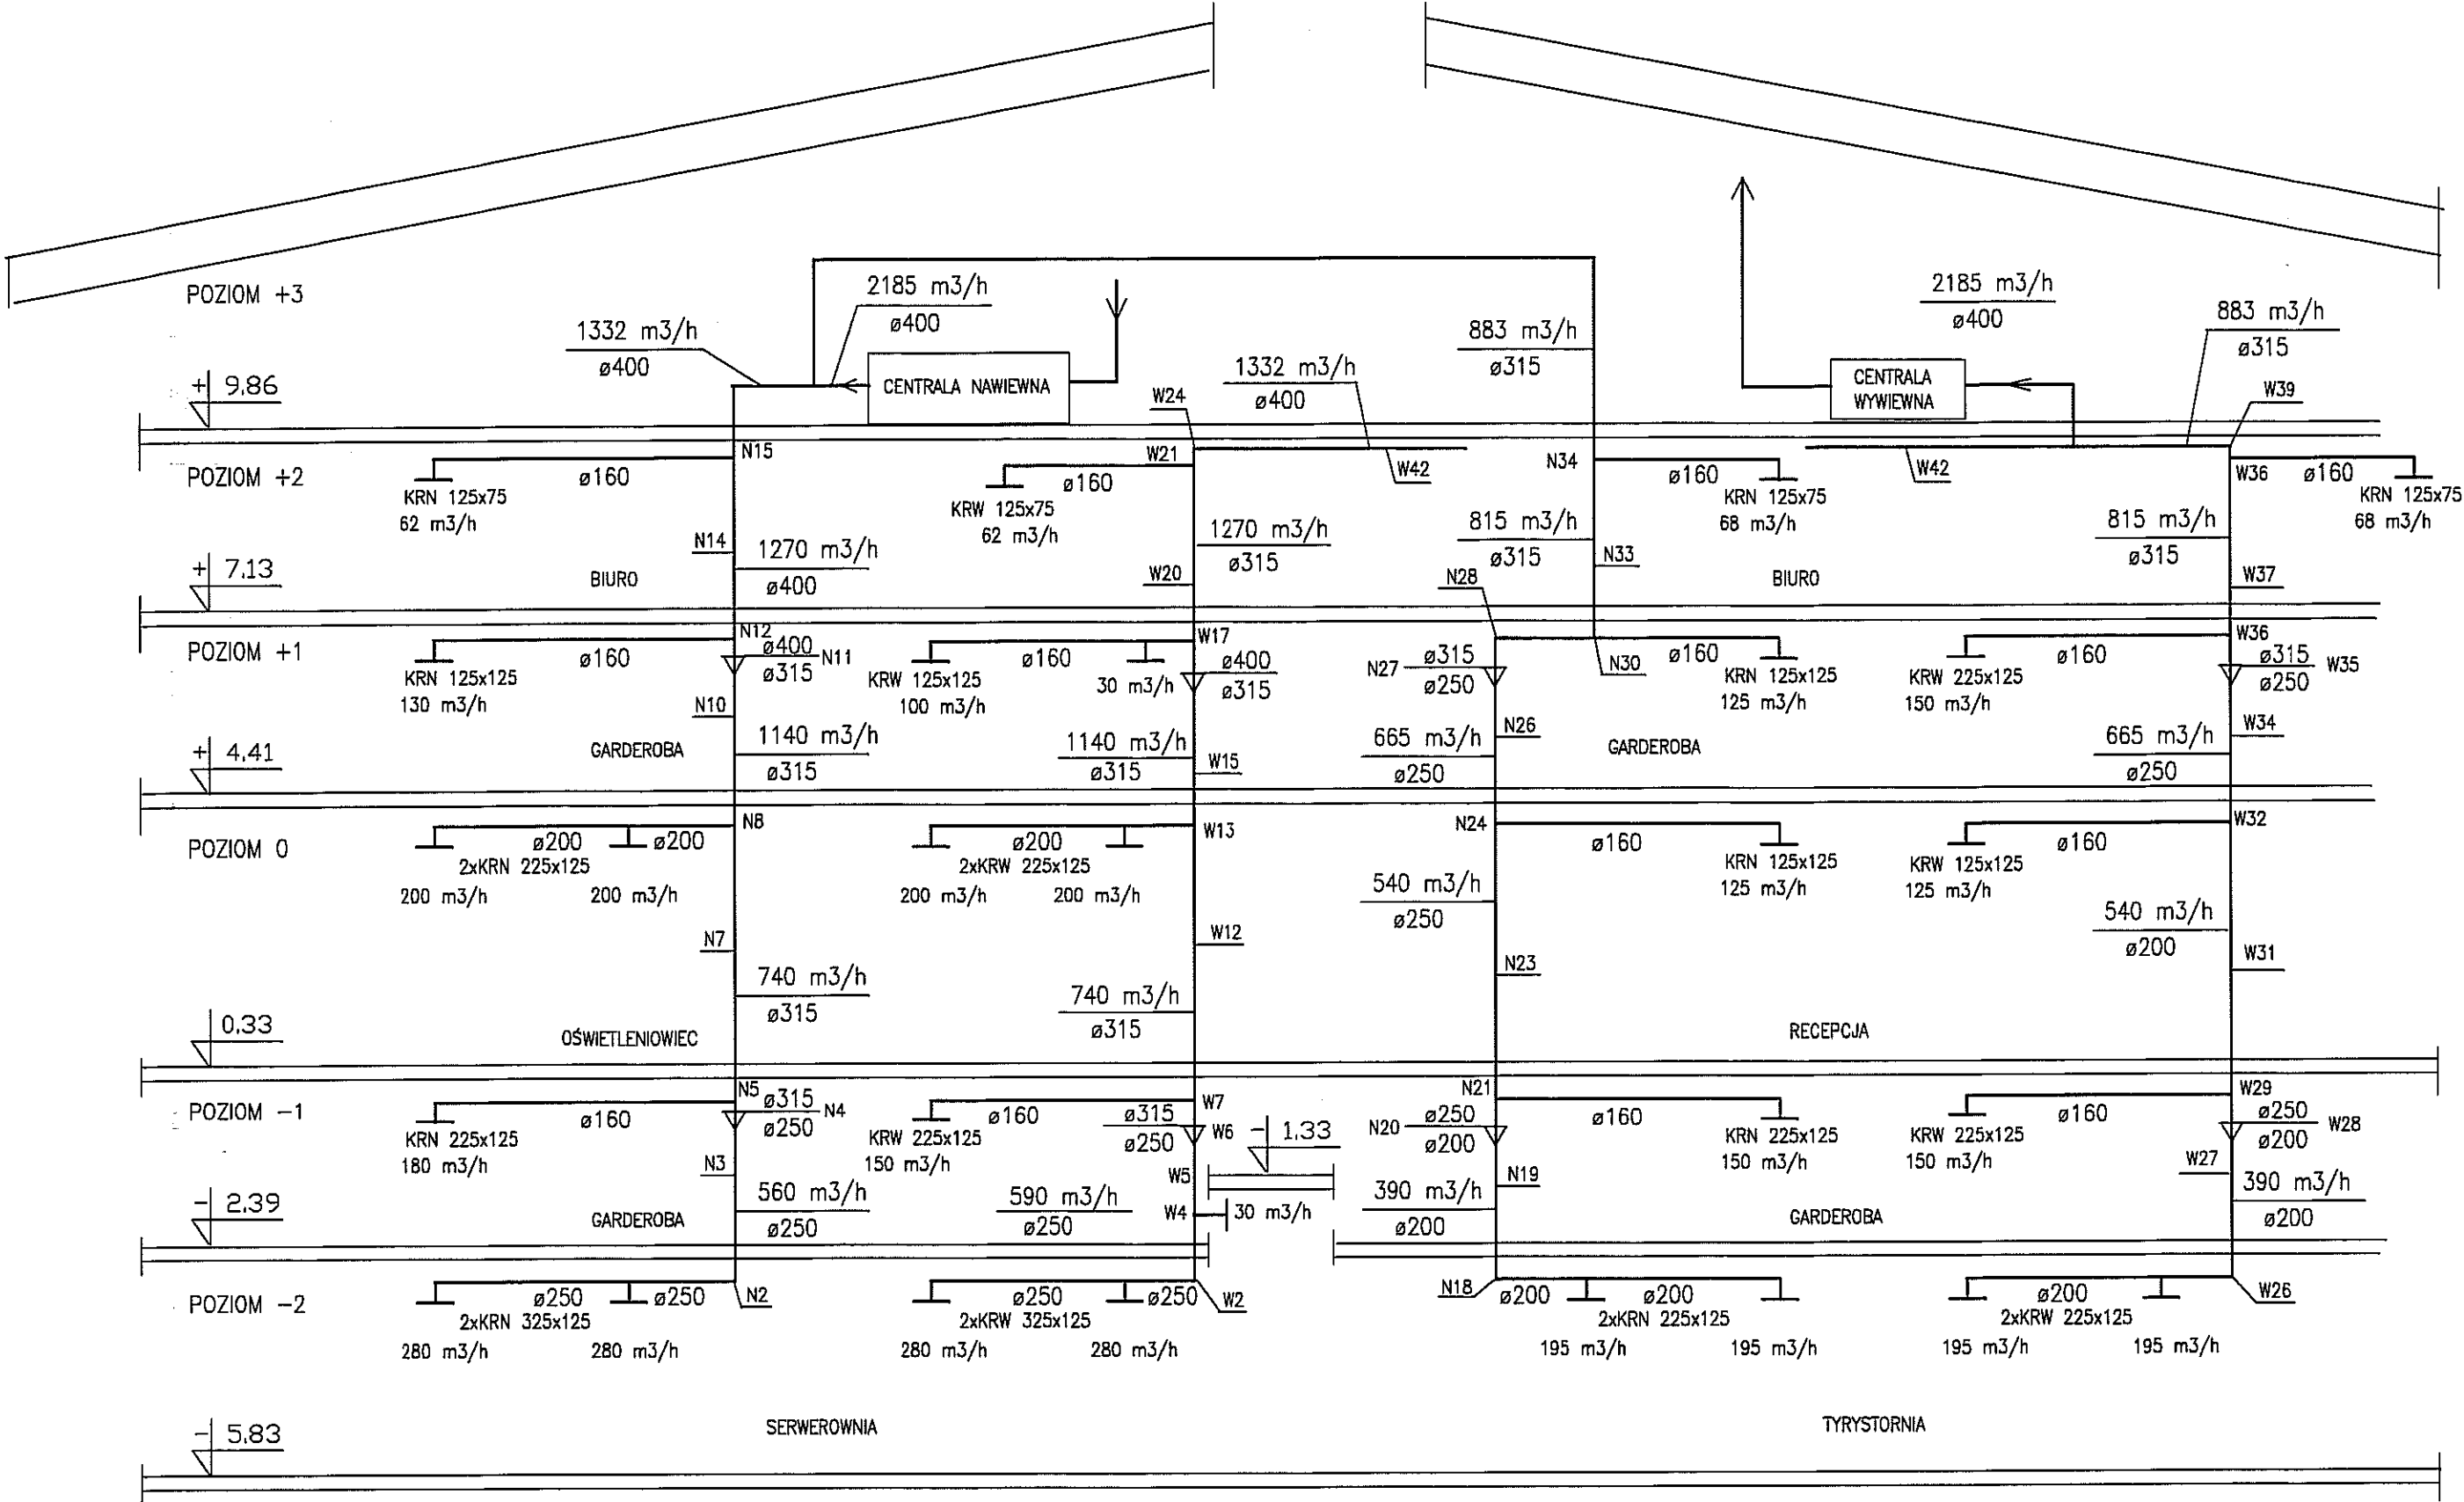 POZIOM +3
2185 m3/h
ø400
1332 m3/h
ø400
883 m3/h
ø315
2185 m3/h
ø400
883 m3/h
ø315
1332 m3/h
ø400
CENTRALA NAWIEWNA
CENTRALA
WYWIEWNA
+ 9.86
W24
W39
POZIOM +2
N15
ø160
KRN 125x75
62 m3/h
W21
ø160
KRW 125x75
62 m3/h
W42
N34
ø160
KRN 125x75
68 m3/h
W42
W36
ø160
KRN 125x75
68 m3/h
N14
1270 m3/h
ø400
1270 m3/h
ø315
W20
815 m3/h
ø315
N33
815 m3/h
ø315
W37
+ 7.13
BIURO
N28
BIURO
POZIOM +1
N12
ø160
KRN 125x125
130 m3/h
ø400
ø315
N11
W17
ø160
KRW 125x125
100 m3/h
30 m3/h
ø400
ø315
N27
ø315
ø250
N30
ø160
KRN 125x125
125 m3/h
ø160
KRW 225x125
150 m3/h
W36
ø315
ø250
W35
N10
1140 m3/h
ø315
1140 m3/h
ø315
W15
N26
665 m3/h
ø250
W34
665 m3/h
ø250
+ 4.41
GARDEROBA
GARDEROBA
POZIOM 0
N8
ø200
ø200
2xKRN 225x125
200 m3/h
200 m3/h
W13
ø200
2xKRW 225x125
200 m3/h
200 m3/h
N24
ø160
KRN 125x125
125 m3/h
W32
ø160
KRW 125x125
125 m3/h
540 m3/h
ø250
540 m3/h
ø200
N7
W12
N23
W31
740 m3/h
ø315
740 m3/h
ø315
0.33
OŚWIETLENIOWIEC
RECEPCJA
POZIOM -1
N5
ø160
KRN 225x125
180 m3/h
ø315
ø250
N4
W7
ø160
KRW 225x125
150 m3/h
ø315
ø250
W6
- 1.33
N21
N20
ø250
ø200
ø160
KRN 225x125
150 m3/h
ø160
KRW 225x125
150 m3/h
W29
ø250
ø200
W28
N3
W5
N19
W27
560 m3/h
ø250
590 m3/h
ø250
W4
30 m3/h
390 m3/h
ø200
390 m3/h
ø200
- 2.39
GARDEROBA
GARDEROBA
POZIOM -2
ø250
ø250
N2
2xKRN 325x125
280 m3/h
280 m3/h
ø250
ø250
W2
2xKRW 325x125
280 m3/h
280 m3/h
N18
ø200
ø200
2xKRN 225x125
195 m3/h
195 m3/h
ø200
W26
2xKRW 225x125
195 m3/h
195 m3/h
- 5.83
SERWEROWNIA
TYRYSTORNIA